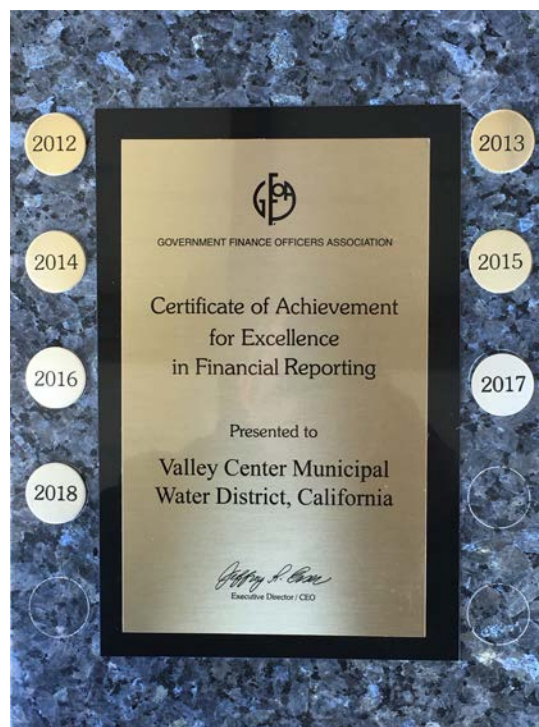 2012
2013
GFOA
GOVERNMENT FINANCE OFFICERS ASSOCIATION
2014
2015
Certificate of Achievement
for Excellence
in Financial Reporting
2016
2017
Presented to
Valley Center Municipal
Water District, California
2018
Executive Director / CEO